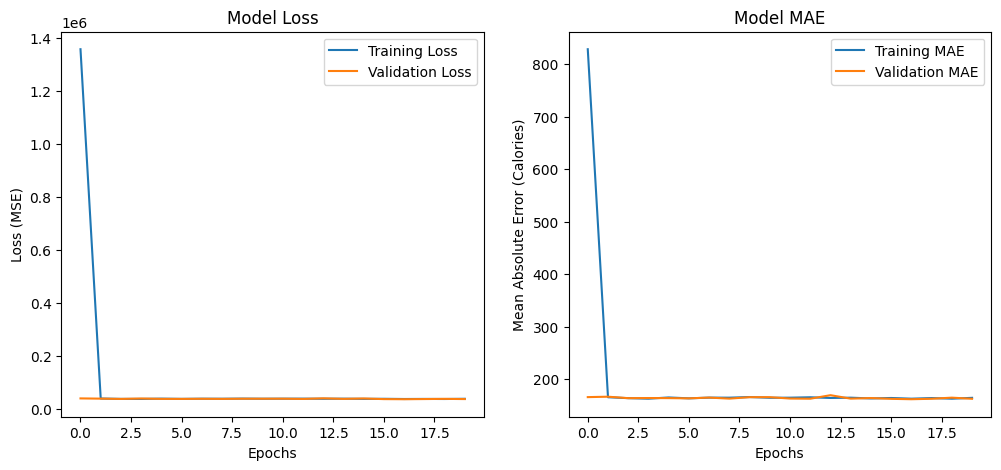 Model Loss
1e6
Loss (MSE)
1.4
1.2
1.0
0.8
0.6
0.4
0.2
0.0
Training Loss
Validation Loss
0.0 2.5 5.0 7.5 10.0 12.5 15.0 17.5
Epochs
Model MAE
Mean Absolute Error (Calories)
800
700
600
500
400
300
200
Training MAE
Validation MAE
0.0 2.5 5.0 7.5 10.0 12.5 15.0 17.5
Epochs